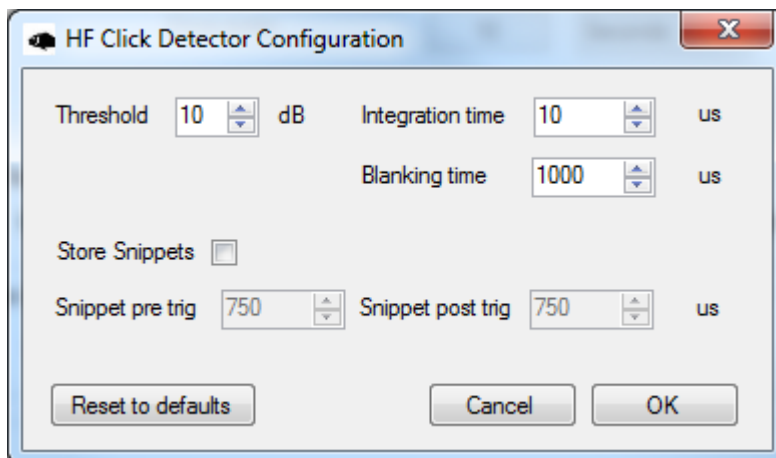 HF Click Detector Configuration
Threshold 10 dB Integration time 10 us
Blanking time 1000 us
Store Snippets
Snippet pre trig 750 Snippet post trig 750 us
Reset to defaults Cancel OK